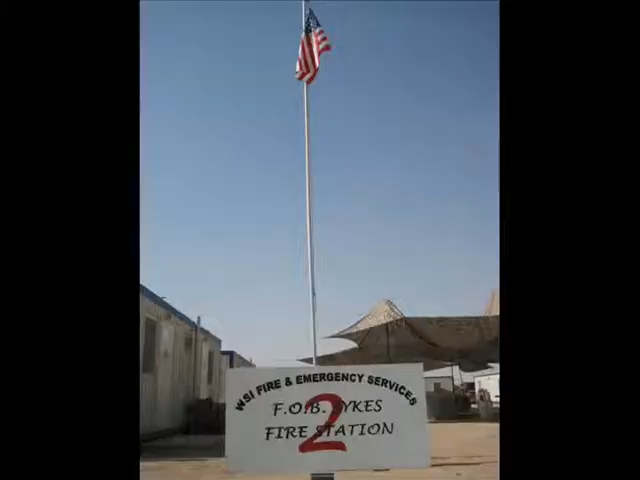 WSI FIRE & EMERGENCY SERVICES
F.O.B. SYKES
FIRE STATION
2